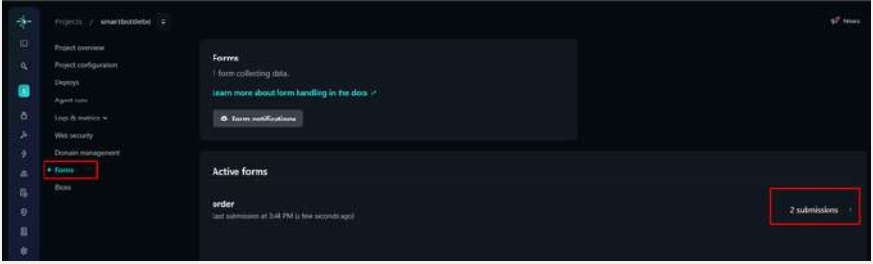 Projects / smartbottlebd
News
Project overview
Project configuration
Deploys
Agent runs
Logs & metrics
Web security
Domain management
Forms
Blobs
Forms
1 form collecting data.
Learn more about form handling in the docs
Form notifications
Active forms
order
Last submission at 3:41 PM (a few seconds ago)
2 submissions